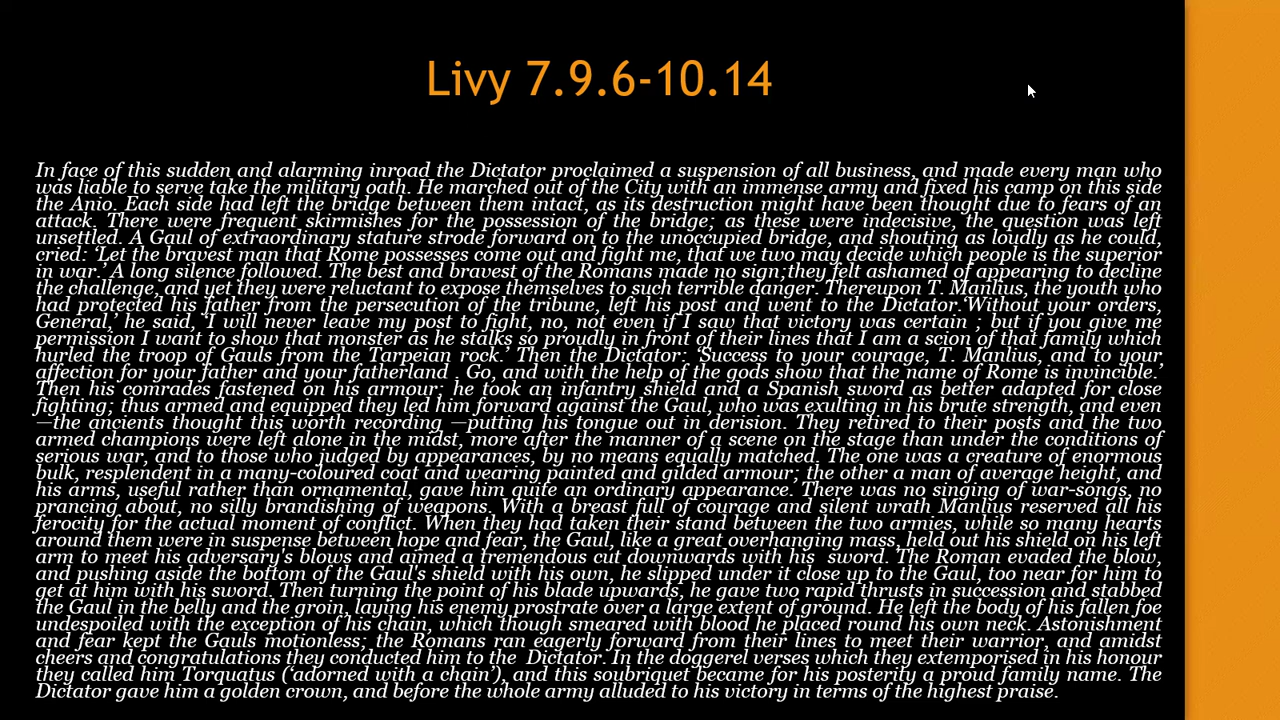 Livy 7.9.6-10.14
In face of this sudden and alarming inroad the Dictator proclaimed a suspension of all business, and made every man who
was liable to serve take the military oath. He marched out of the City with an immense army and fixed his camp on this side
the Anio. Each side had left the bridge between them intact, as its destruction might have been thought due to fears of an
attack. There were frequent skirmishes for the possession of the bridge; as these were indecisive, the question was left
unsettled. A Gaul of extraordinary stature strode forward on to the unoccupied bridge, and shouting as loudly as he could,
cried: ‘Let the bravest man that Rome possesses come out and fight me, that we two may decide which people is the superior
in war.’ A long silence followed. The best and bravest of the Romans made no sign;they felt ashamed of appearing to decline
the challenge, and yet they were reluctant to expose themselves to such terrible danger. Thereupon T. Manlius, the youth who
had protected his father from the persecution of the tribune, left his post and went to the Dictator.‘Without your orders,
General,’ he said, ‘I will never leave my post to fight, no, not even if I saw that victory was certain ; but if you give me
permission I want to show that monster as he stalks so proudly in front of their lines that I am a scion of that family which
hurled the troop of Gauls from the Tarpeian rock.’ Then the Dictator: ‘Success to your courage, T. Manlius, and to your
affection for your father and your fatherland . Go, and with the help of the gods show that the name of Rome is invincible.’
Then his comrades fastened on his armour; he took an infantry shield and a Spanish sword as better adapted for close
fighting; thus armed and equipped they led him forward against the Gaul, who was exulting in his brute strength, and even
—the ancients thought this worth recording —putting his tongue out in derision. They retired to their posts and the two
armed champions were left alone in the midst, more after the manner of a scene on the stage than under the conditions of
serious war, and to those who judged by appearances, by no means equally matched. The one was a creature of enormous
bulk, resplendent in a many-coloured coat and wearing painted and gilded armour; the other a man of average height, and
his arms, useful rather than ornamental, gave him quite an ordinary appearance. There was no singing of war-songs, no
prancing about, no silly brandishing of weapons. With a breast full of courage and silent wrath Manlius reserved all his
ferocity for the actual moment of conflict. When they had taken their stand between the two armies, while so many hearts
around them were in suspense between hope and fear, the Gaul, like a great overhanging mass, held out his shield on his left
arm to meet his adversary's blows and aimed a tremendous cut downwards with his sword. The Roman evaded the blow,
and pushing aside the bottom of the Gaul's shield with his own, he slipped under it close up to the Gaul, too near for him to
get at him with his sword. Then turning the point of his blade upwards, he gave two rapid thrusts in succession and stabbed
the Gaul in the belly and the groin, laying his enemy prostrate over a large extent of ground. He left the body of his fallen foe
undespoiled with the exception of his chain, which though smeared with blood he placed round his own neck. Astonishment
and fear kept the Gauls motionless; the Romans ran eagerly forward from their lines to meet their warrior, and amidst
cheers and congratulations they conducted him to the Dictator. In the doggerel verses which they extemporised in his honour
they called him Torquatus (‘adorned with a chain’), and this soubriquet became for his posterity a proud family name. The
Dictator gave him a golden crown, and before the whole army alluded to his victory in terms of the highest praise.